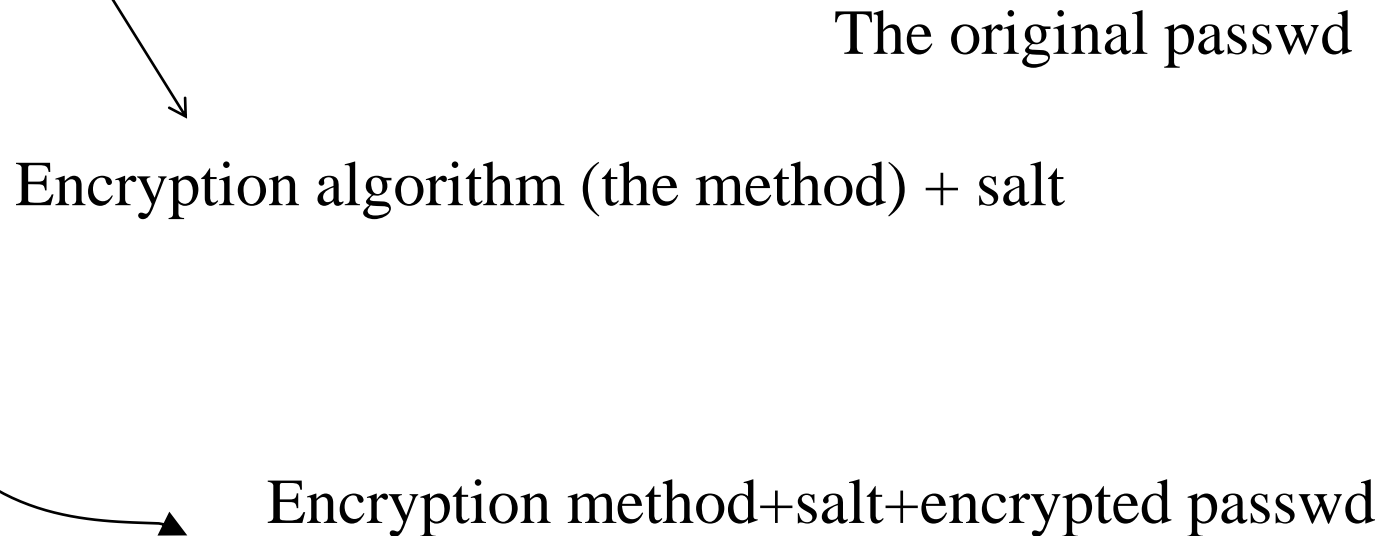 The original passwd
Encryption algorithm (the method) + salt
Encryption method+salt+encrypted passwd